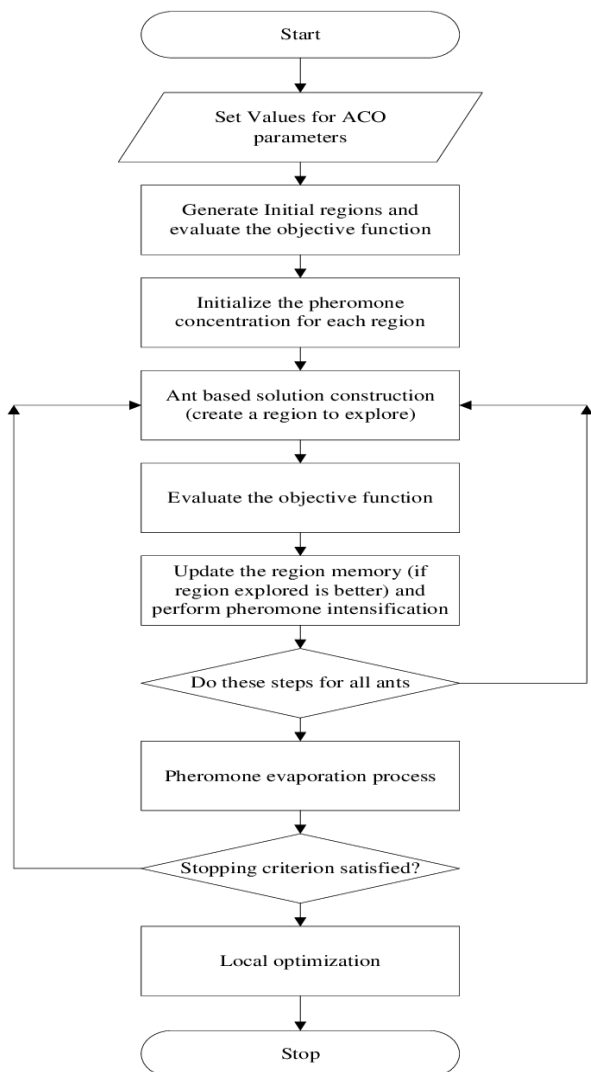 Start
Set Values for ACO
parameters
Generate Initial regions and
evaluate the objective function
Initialize the pheromone
concentration for each region
Ant based solution construction
(create a region to explore)
Evaluate the objective function
Update the region memory (if
region explored is better) and
perform pheromone intensification
Do these steps for all ants
Pheromone evaporation process
Stopping criterion satisfied?
Local optimization
Stop